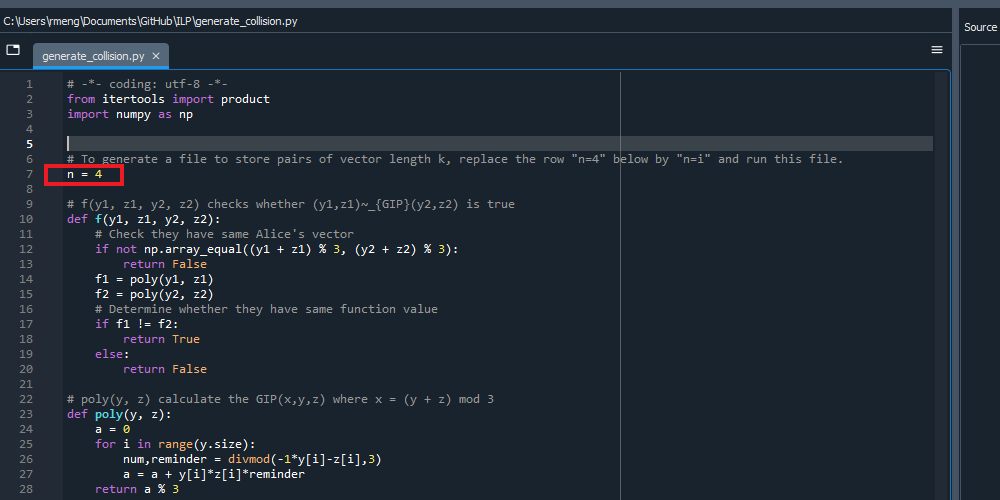 C:\Users\rmeng\Documents\GitHub\ILP\generate_collision.py
Source
generate_collision.py ×
1 # -*- coding: utf-8 -*-
2 from itertools import product
3 import numpy as np
4
5
6 # To generate a file to store pairs of vector length k, replace the row "n=4" below by "n=i" and run this file.
7 n = 4
8
9 # f(y1, z1, y2, z2) checks whether (y1,z1)~_{GIP}(y2,z2) is true
10 def f(y1, z1, y2, z2):
11     # Check they have same Alice's vector
12     if not np.array_equal((y1 + z1) % 3, (y2 + z2) % 3):
13         return False
14     f1 = poly(y1, z1)
15     f2 = poly(y2, z2)
16     # Determine whether they have same function value
17     if f1 != f2:
18         return True
19     else:
20         return False
21
22 # poly(y, z) calculate the GIP(x,y,z) where x = (y + z) mod 3
23 def poly(y, z):
24     a = 0
25     for i in range(y.size):
26         num,reminder = divmod(-1*y[i]-z[i],3)
27         a = a + y[i]*z[i]*reminder
28     return a % 3